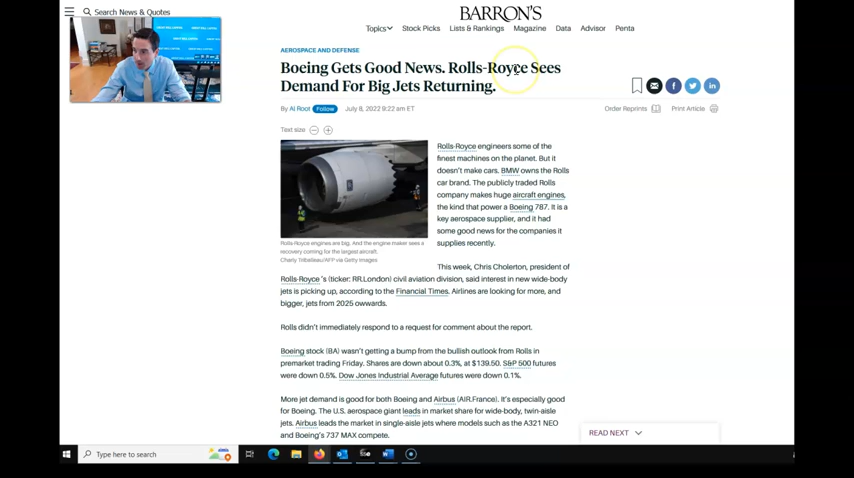 Search News & Quotes
BARRON'S
Topics Stock Picks Lists & Rankings Magazine Data Advisor Penta
AEROSPACE AND DEFENSE
Boeing Gets Good News. Rolls-Royce Sees
Demand For Big Jets Returning.
By Al Root Follow July 8, 2022 9:22 am ET
Order Reprints Print Article
Text size
Rolls-Royce engineers some of the
finest machines on the planet. But it
doesn't make cars. BMW owns the Rolls
car brand. The publicly traded Rolls
company makes huge aircraft engines,
the kind that power a Boeing 787. It is a
key aerospace supplier, and it had
some good news for the companies it
supplies recently.
Rolls-Royce engines are big. And the engine maker sees a
recovery coming for the largest aircraft.
Charly Triballeau/AFP via Getty Images
This week, Chris Cholerton, president of
Rolls-Royce's (ticker: RR.London) civil aviation division, said interest in new wide-body
jets is picking up, according to the Financial Times. Airlines are looking for more, and
bigger, jets from 2025 onwards.
Rolls didn't immediately respond to a request for comment about the report.
Boeing stock (BA) wasn't getting a bump from the bullish outlook from Rolls in
premarket trading Friday. Shares are down about 0.3%, at $139.50. S&P 500 futures
were down 0.5%. Dow Jones Industrial Average futures were down 0.1%.
More jet demand is good for both Boeing and Airbus (AIR.France). It's especially good
for Boeing. The U.S. aerospace giant leads in market share for wide-body, twin-aisle
jets. Airbus leads the market in single-aisle jets where models such as the A321 NEO
and Boeing's 737 MAX compete.
READ NEXT
Type here to search